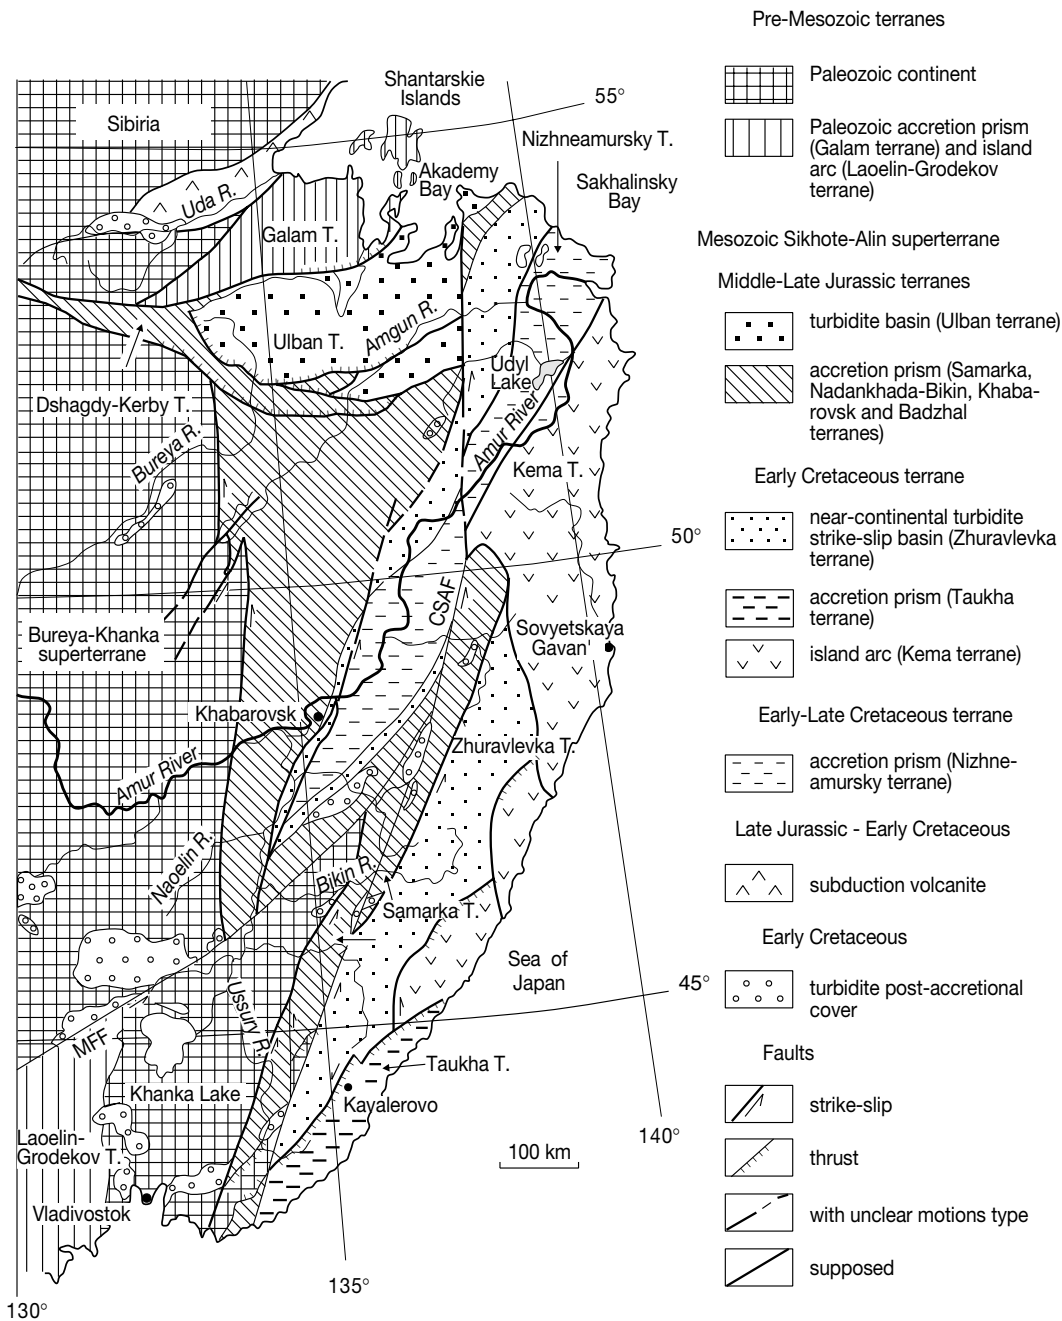 Shantarskie
Islands
55°
Nizhneamursky T.
Sibiria
Akademy
Bay
Sakhalinsky
Bay
Uda R.
Galam T.
Ulban T.
Amgun R.
Udyl
Lake
Dshagdy-Kerby T.
Bureya R.
Amur River
Kema T.
50°
CSAF
Bureya-Khanka
superterrane
Sovyetskaya
Gavan'
Khabarovsk
Zhuravlevka T.
Amur River
Naoelin R.
Bikin R.
Samarka T.
Sea of
Japan
45°
Ussury R.
MFF
Taukha T.
Khanka Lake
Kavalerovo
Laoelin-
Grodekov T.
140°
100 km
Vladivostok
135°
130°
Pre-Mesozoic terranes
Paleozoic continent
Paleozoic accretion prism
(Galam terrane) and island
arc (Laoelin-Grodekov
terrane)
Mesozoic Sikhote-Alin superterrane
Middle-Late Jurassic terranes
turbidite basin (Ulban terrane)
accretion prism (Samarka,
Nadankhada-Bikin, Khaba-
rovsk and Badzhal
terranes)
Early Cretaceous terrane
near-continental turbidite
strike-slip basin (Zhuravlevka
terrane)
accretion prism (Taukha
terrane)
island arc (Kema terrane)
Early-Late Cretaceous terrane
accretion prism (Nizhne-
amursky terrane)
Late Jurassic - Early Cretaceous
subduction volcanite
Early Cretaceous
turbidite post-accretional
cover
Faults
strike-slip
thrust
with unclear motions type
supposed